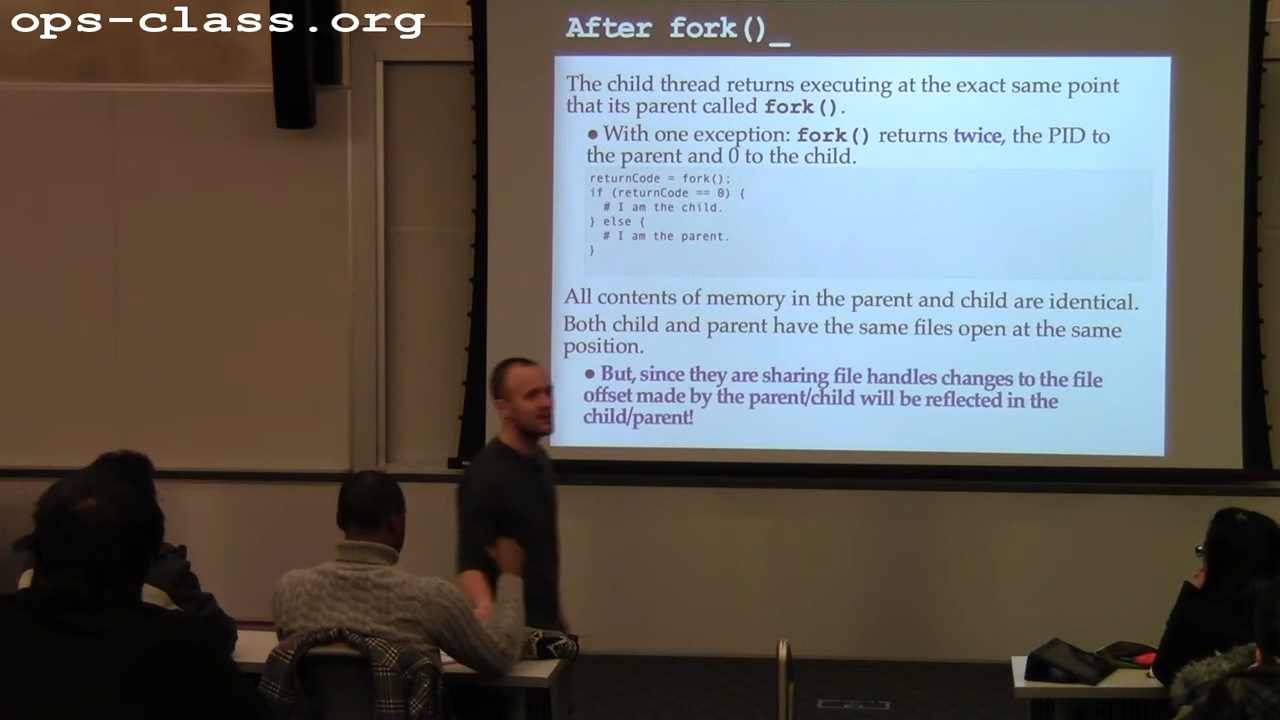 ops-class.org
After fork()_
The child thread returns executing at the exact same point
that its parent called fork().
● With one exception: fork() returns twice, the PID to
the parent and 0 to the child.
returnCode = fork();
if (returnCode == 0) {
# I am the child.
} else {
# I am the parent.
}
All contents of memory in the parent and child are identical.
Both child and parent have the same files open at the same
position.
● But, since they are sharing file handles changes to the file
offset made by the parent/child will be reflected in the
child/parent!